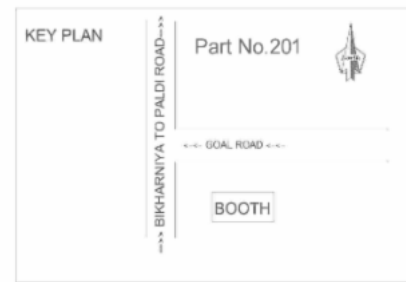 KEY PLAN
Part No.201
-->> BIKHARNIYA TO PALDI ROAD-->>
<-<- GOAL ROAD <-<-
BOOTH